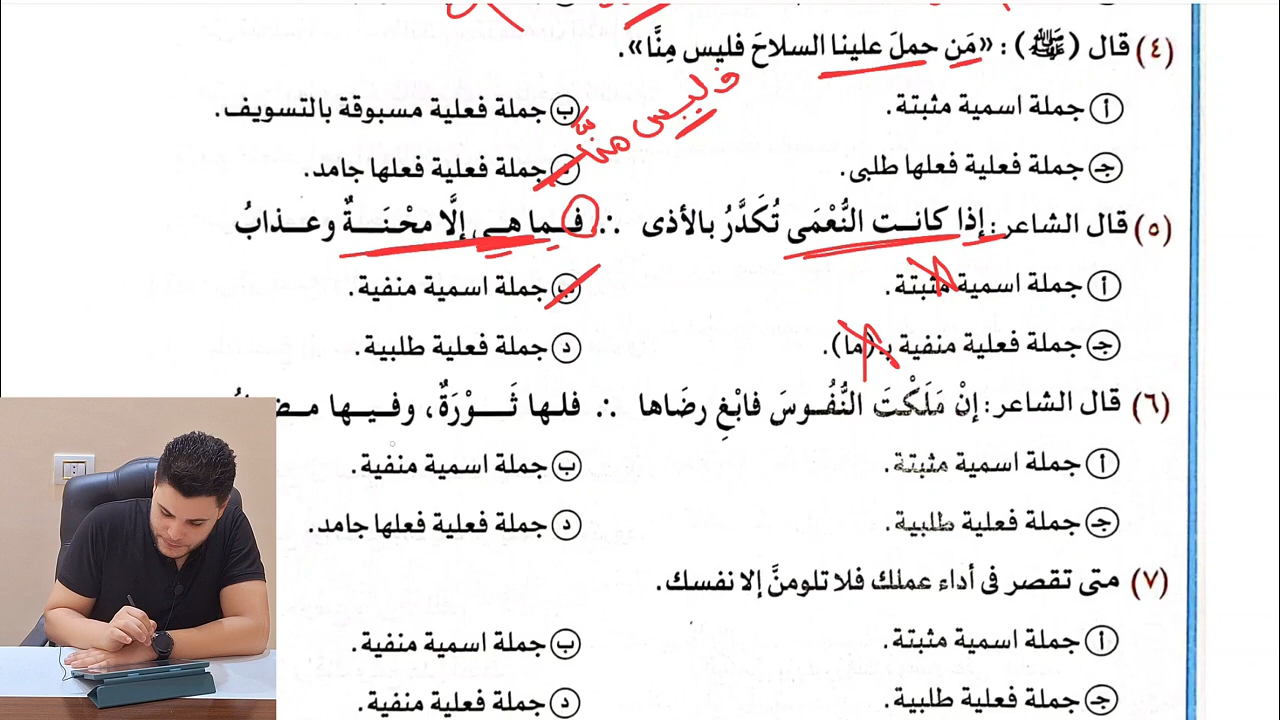 (٤) قال (ﷺ) : «مَن حملَ علينا السلاحَ فليس مِنَّا».
فليس منا
أ جملة اسمية مثبتة.
ب جملة فعلية مسبوقة بالتسويف.
جـ جملة فعلية فعلها طلبى.
د جملة فعلية فعلها جامد.
(٥) قال الشاعر : إذا كانت النُّعْمَى تُكَدَّرُ بالأذى ∴ فما هى إلَّا مِحْنَةٌ وعذابُ
أ جملة اسمية مثبتة.
ب جملة اسمية منفية.
جـ جملة فعلية منفية بـ (ما).
د جملة فعلية طلبية.
(٦) قال الشاعر : إنْ مَلَكْتَ النُّفُوسَ فابْغِ رضَاها ∴ فلها ثَوْرَةٌ، وفيها
أ جملة اسمية مثبتة.
ب جملة اسمية منفية.
جـ جملة فعلية طلبية.
د جملة فعلية فعلها جامد.
(٧) متى تقصر فى أداء عملك فلا تلومنَّ إلا نفسك.
أ جملة اسمية مثبتة.
ب جملة اسمية منفية.
جـ جملة فعلية طلبية.
د جملة فعلية منفية.